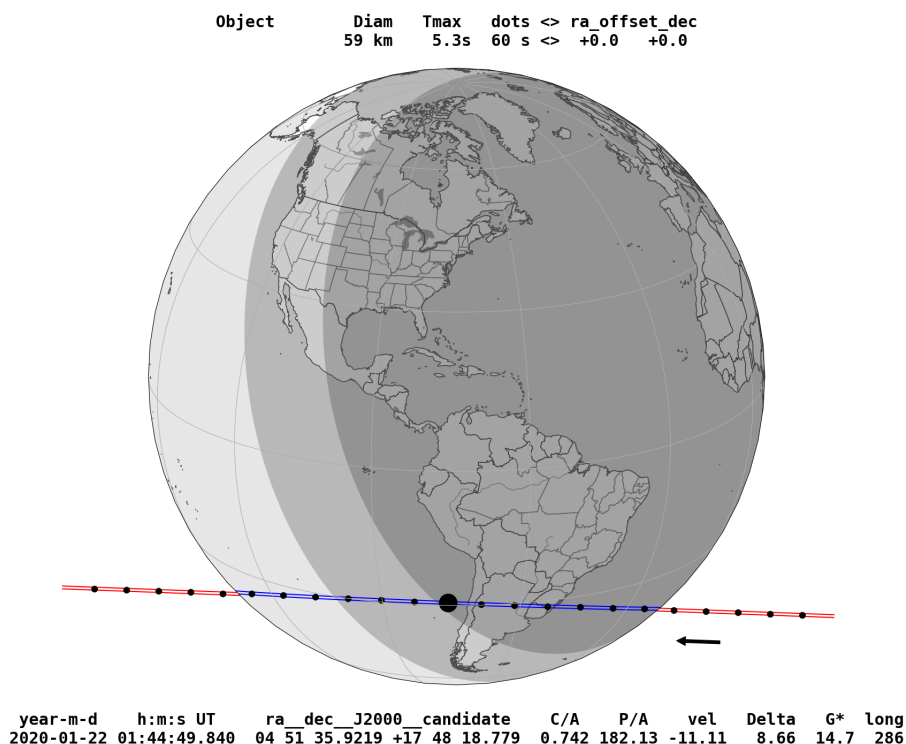 Object Diam Tmax dots <> ra_offset_dec
59 km 5.3s 60 s <> +0.0 +0.0
year-m-d h:m:s UT ra__dec__J2000__candidate C/A P/A vel Delta G* long
2020-01-22 01:44:49.840 04 51 35.9219 +17 48 18.779 0.742 182.13 -11.11 8.66 14.7 286